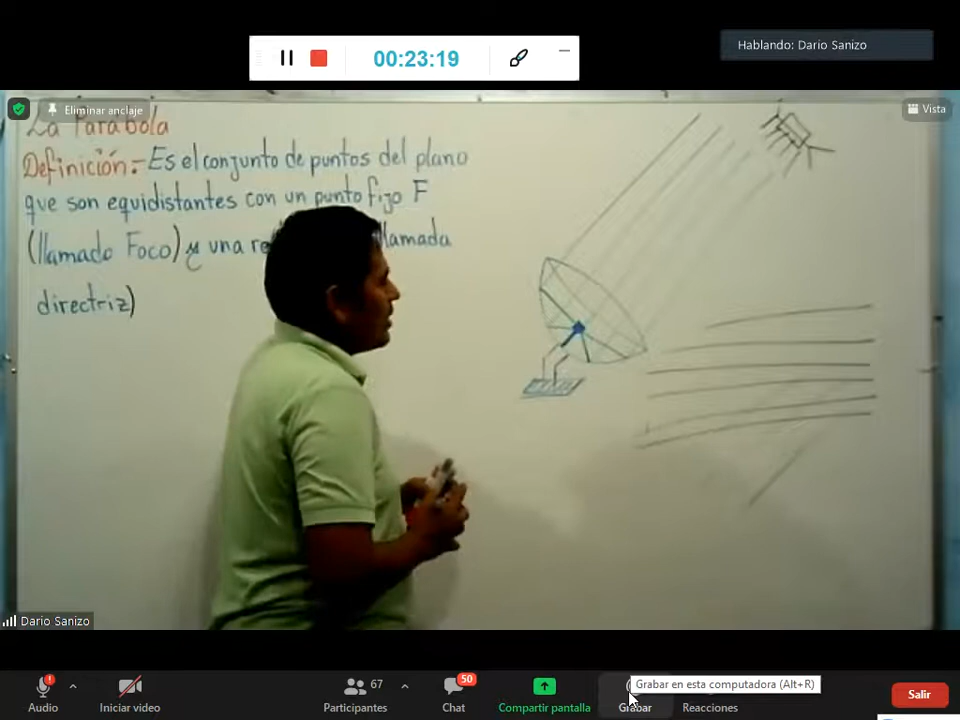 00:23:19
Hablando: Dario Sanizo
Eliminar anclaje
Vista
La Parabola
Definición.- Es el conjunto de puntos del plano
que son equidistantes con un punto fijo F
(llamado Foco) y una llamada
directriz)
Dario Sanizo
Audio
Iniciar video
67
Participantes
50
Chat
Compartir pantalla
Grabar en esta computadora (Alt+R)
Grabar
Reacciones
Salir